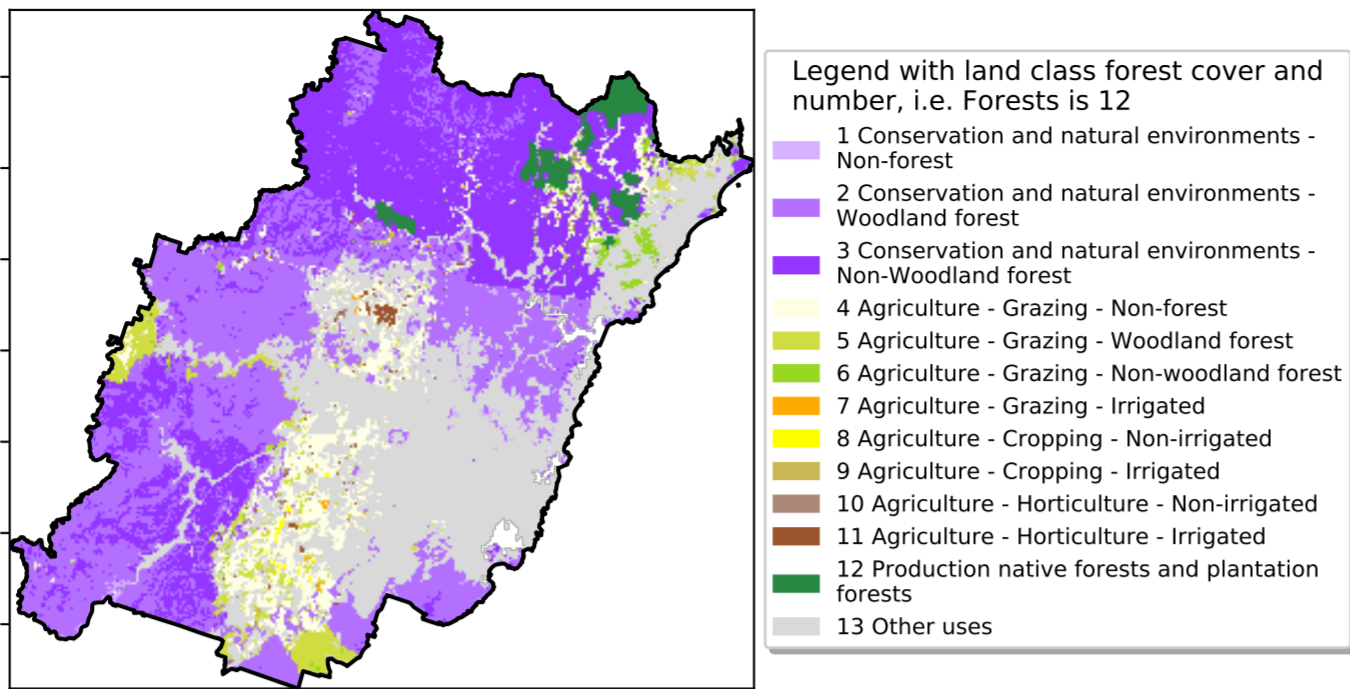 Legend with land class forest cover and
number, i.e. Forests is 12
1 Conservation and natural environments -
Non-forest
2 Conservation and natural environments -
Woodland forest
3 Conservation and natural environments -
Non-Woodland forest
4 Agriculture - Grazing - Non-forest
5 Agriculture - Grazing - Woodland forest
6 Agriculture - Grazing - Non-woodland forest
7 Agriculture - Grazing - Irrigated
8 Agriculture - Cropping - Non-irrigated
9 Agriculture - Cropping - Irrigated
10 Agriculture - Horticulture - Non-irrigated
11 Agriculture - Horticulture - Irrigated
12 Production native forests and plantation
forests
13 Other uses